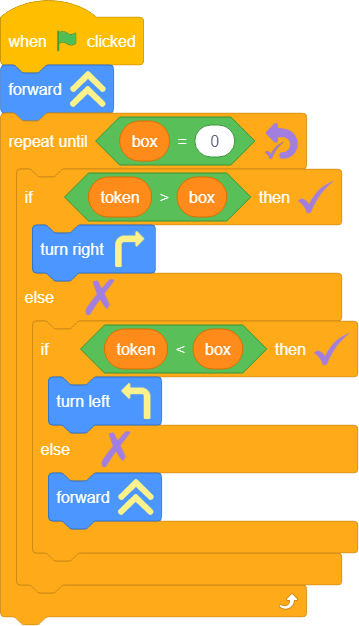 when clicked
forward
repeat until box = 0
if token > box then
turn right
else
if token < box then
turn left
else
forward